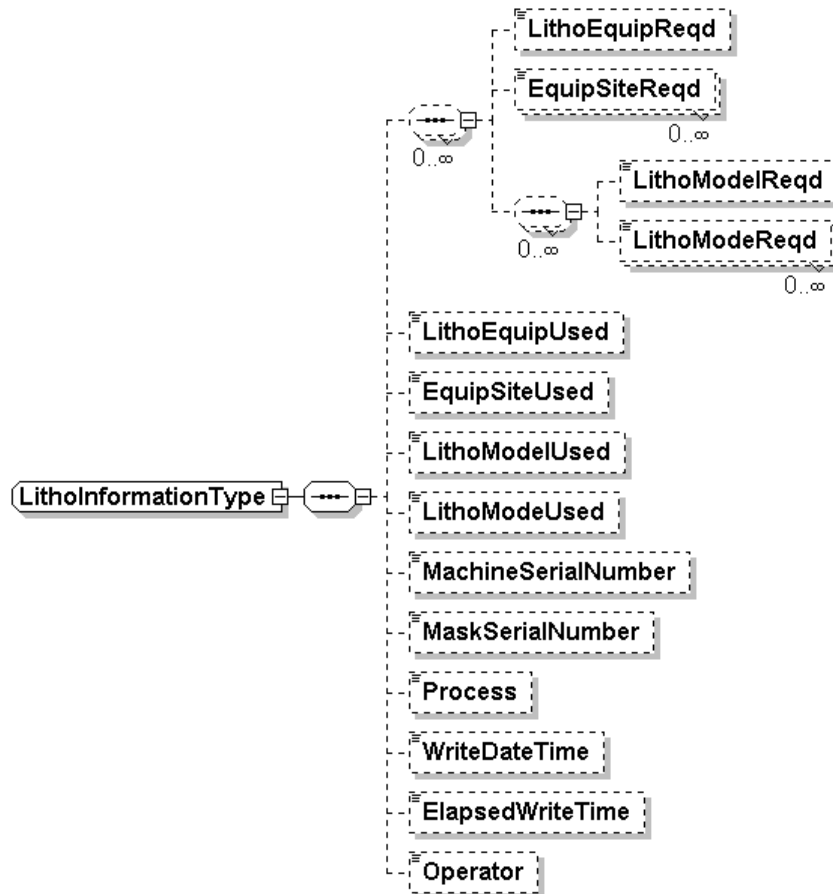 LithoEquipReqd
EquipSiteReqd
0..∞
0..∞
LithoModelReqd
LithoModeReqd
0..∞
0..∞
LithoEquipUsed
EquipSiteUsed
LithoModelUsed
LithoInformationType
LithoModeUsed
MachineSerialNumber
MaskSerialNumber
Process
WriteDateTime
ElapsedWriteTime
Operator